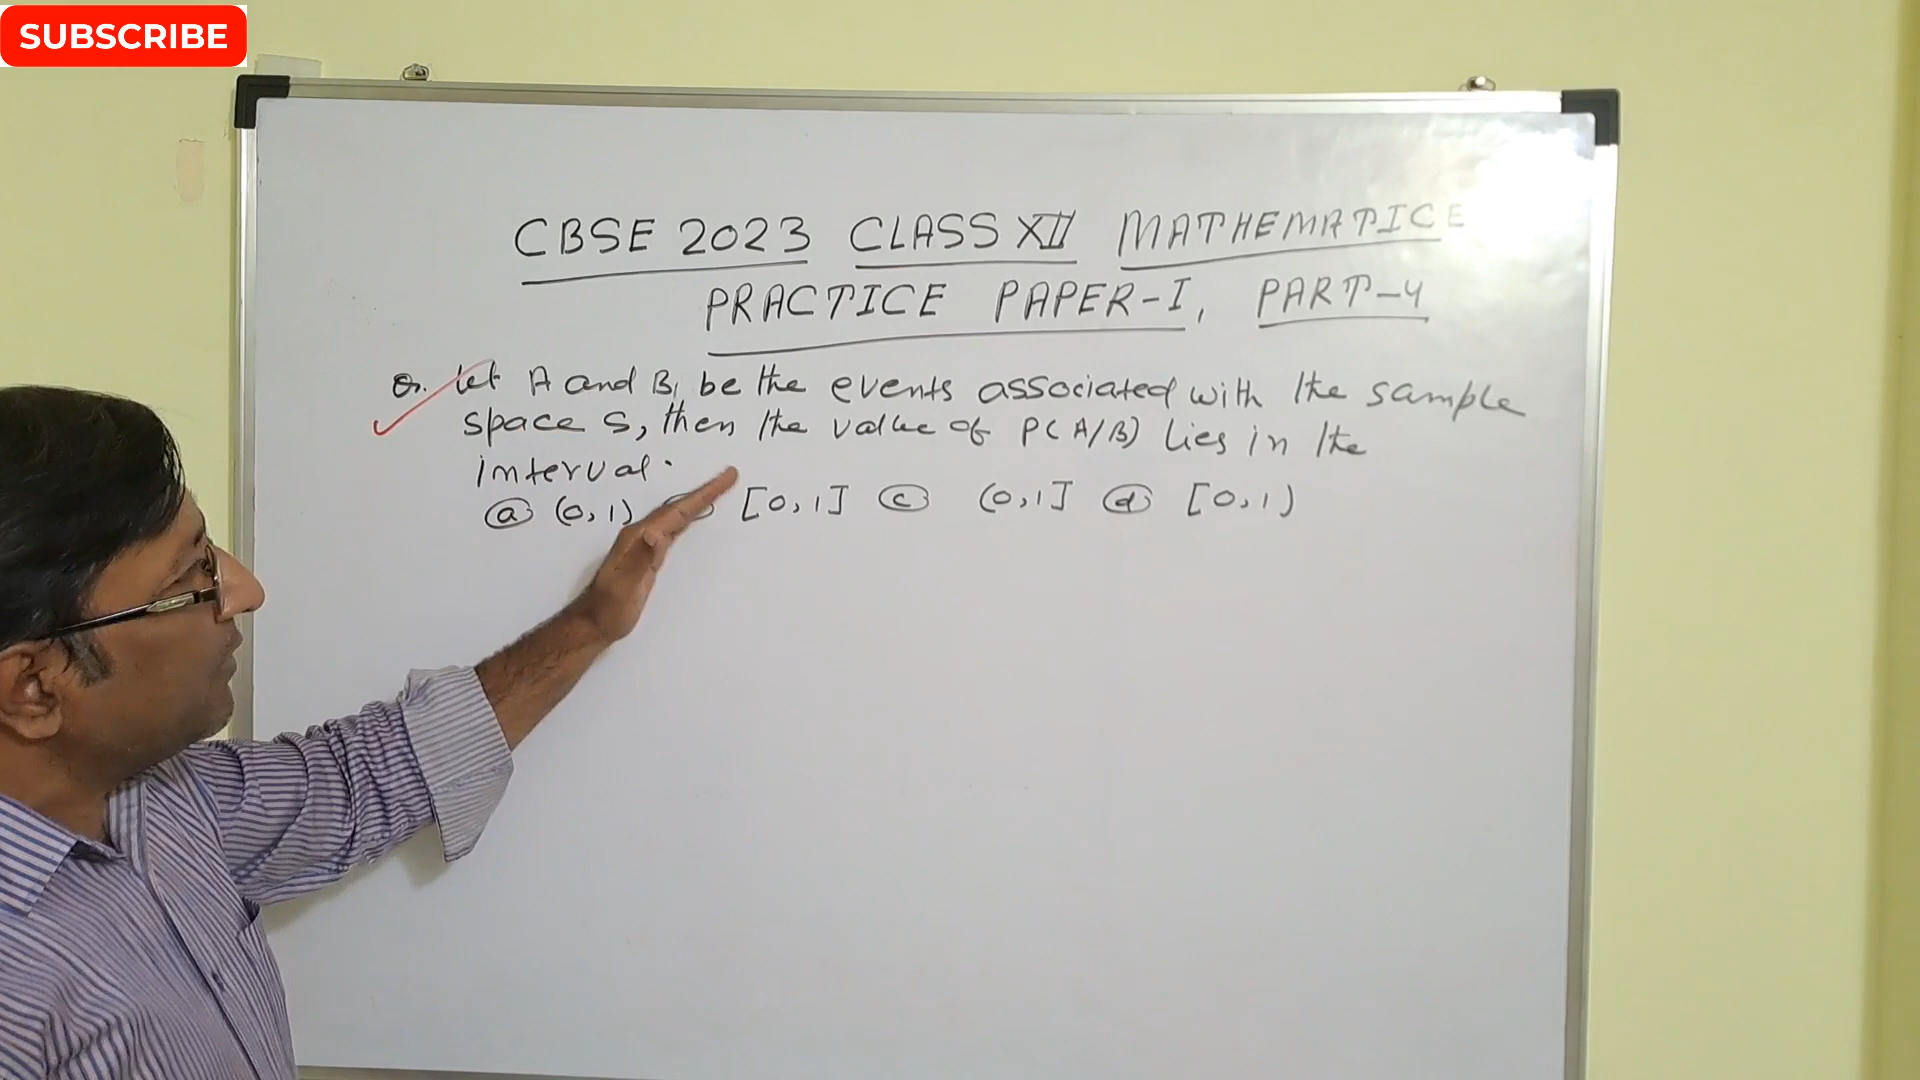 SUBSCRIBE
CBSE 2023 CLASS XII MATHEMATICE
PRACTICE PAPER-I, PART-4
Q. Let A and B, be the events associated with the sample
space S, then the value of P(A/B) lies in the
interval.
(a) (0,1) [0,1] (c) (0,1] (d) [0,1)